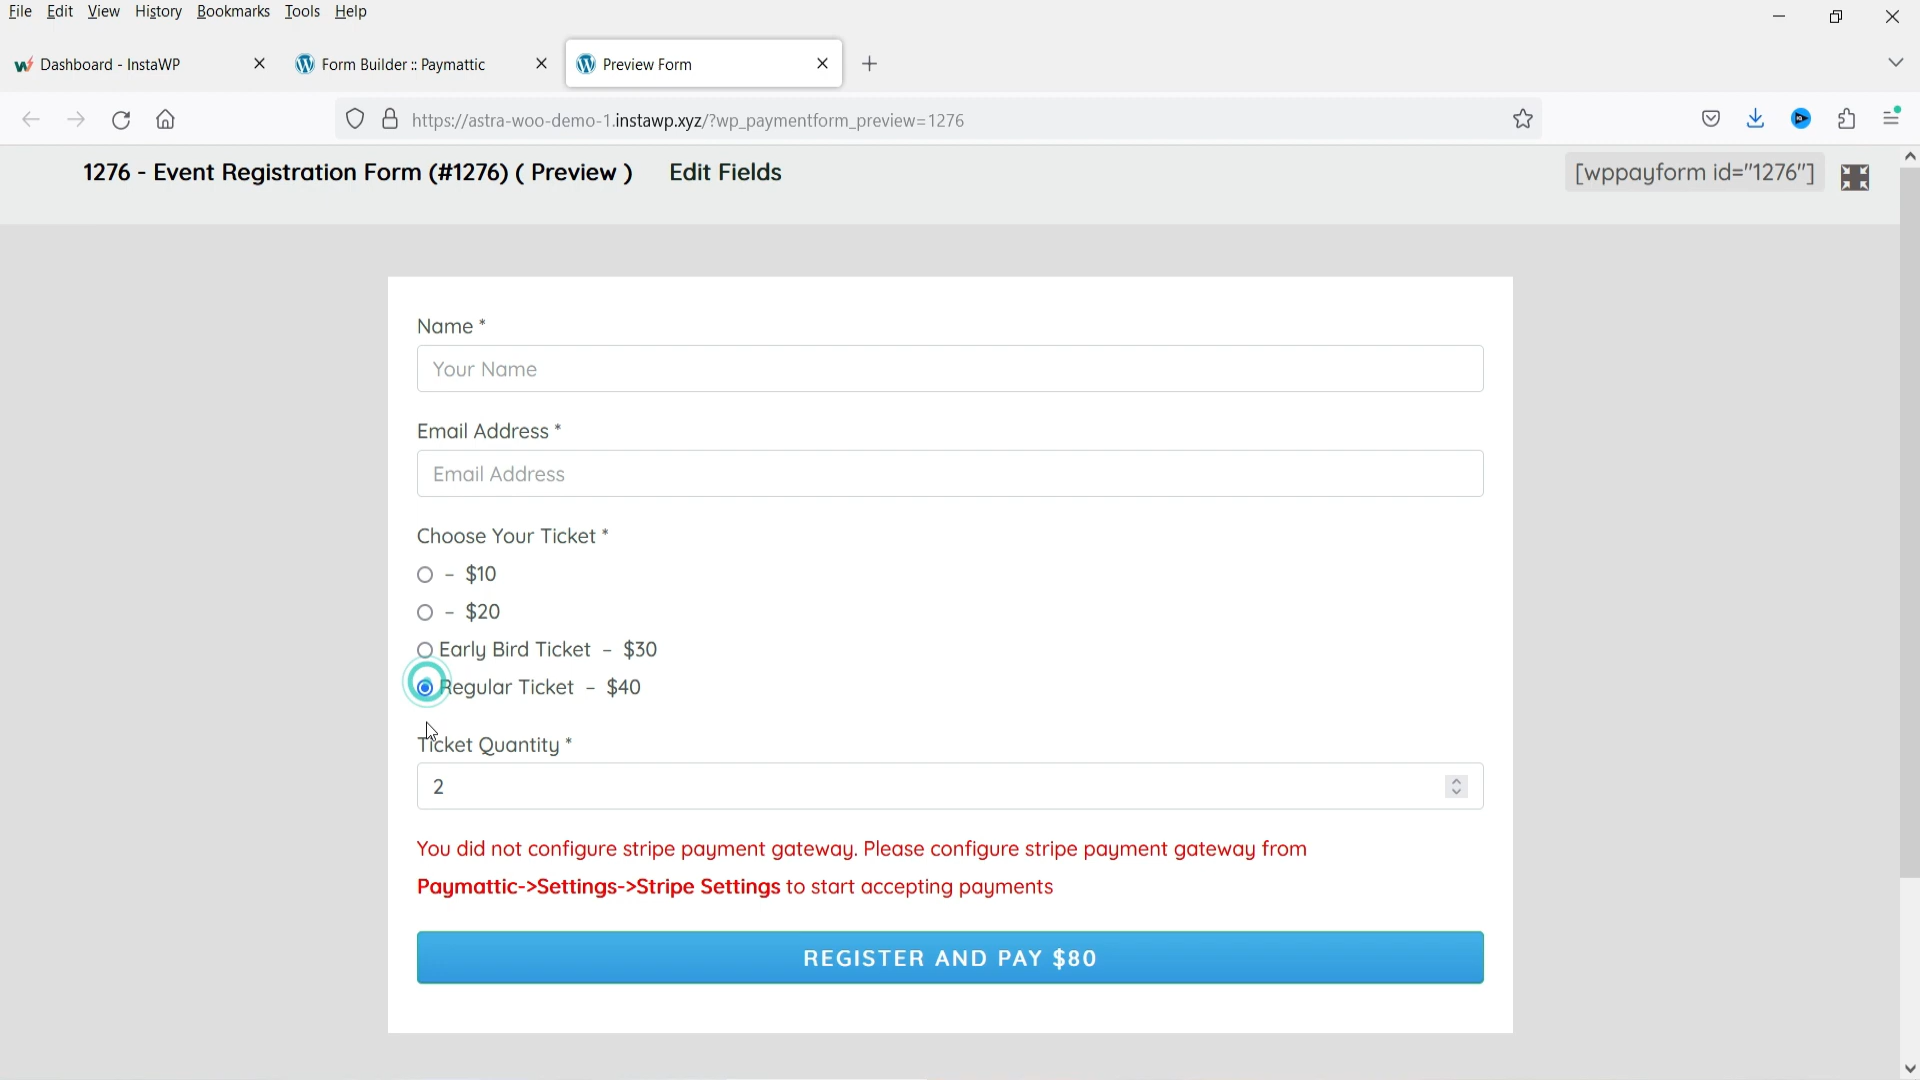 File Edit View History Bookmarks Tools Help
Dashboard - InstaWP
Form Builder :: Paymattic
Preview Form
https://astra-woo-demo-1.instawp.xyz/?wp_paymentform_preview=1276
1276 - Event Registration Form (#1276) ( Preview ) Edit Fields [wppayform id="1276"]
Name *
Your Name
Email Address *
Email Address
Choose Your Ticket *
- $10
- $20
Early Bird Ticket - $30
Regular Ticket - $40
Ticket Quantity *
2
You did not configure stripe payment gateway. Please configure stripe payment gateway from
Paymattic->Settings->Stripe Settings to start accepting payments
REGISTER AND PAY $80